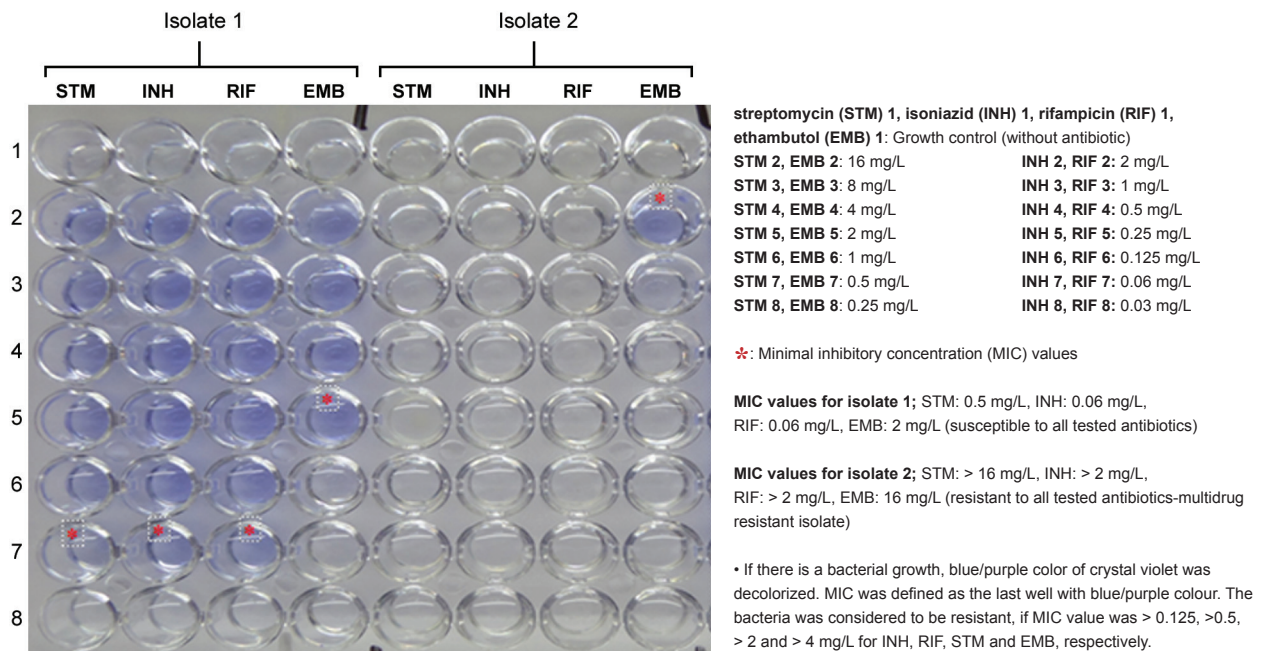 Isolate 1 Isolate 2
STM INH RIF EMB STM INH RIF EMB
1
2
3
4
5
6
7
8
streptomycin (STM) 1, isoniazid (INH) 1, rifampicin (RIF) 1,
ethambutol (EMB) 1: Growth control (without antibiotic)
STM 2, EMB 2: 16 mg/L INH 2, RIF 2: 2 mg/L
STM 3, EMB 3: 8 mg/L INH 3, RIF 3: 1 mg/L
STM 4, EMB 4: 4 mg/L INH 4, RIF 4: 0.5 mg/L
STM 5, EMB 5: 2 mg/L INH 5, RIF 5: 0.25 mg/L
STM 6, EMB 6: 1 mg/L INH 6, RIF 6: 0.125 mg/L
STM 7, EMB 7: 0.5 mg/L INH 7, RIF 7: 0.06 mg/L
STM 8, EMB 8: 0.25 mg/L INH 8, RIF 8: 0.03 mg/L
*: Minimal inhibitory concentration (MIC) values
MIC values for isolate 1; STM: 0.5 mg/L, INH: 0.06 mg/L,
RIF: 0.06 mg/L, EMB: 2 mg/L (susceptible to all tested antibiotics)
MIC values for isolate 2; STM: > 16 mg/L, INH: > 2 mg/L,
RIF: > 2 mg/L, EMB: 16 mg/L (resistant to all tested antibiotics-multidrug
resistant isolate)
• If there is a bacterial growth, blue/purple color of crystal violet was
decolorized. MIC was defined as the last well with blue/purple colour. The
bacteria was considered to be resistant, if MIC value was > 0.125, >0.5,
> 2 and > 4 mg/L for INH, RIF, STM and EMB, respectively.